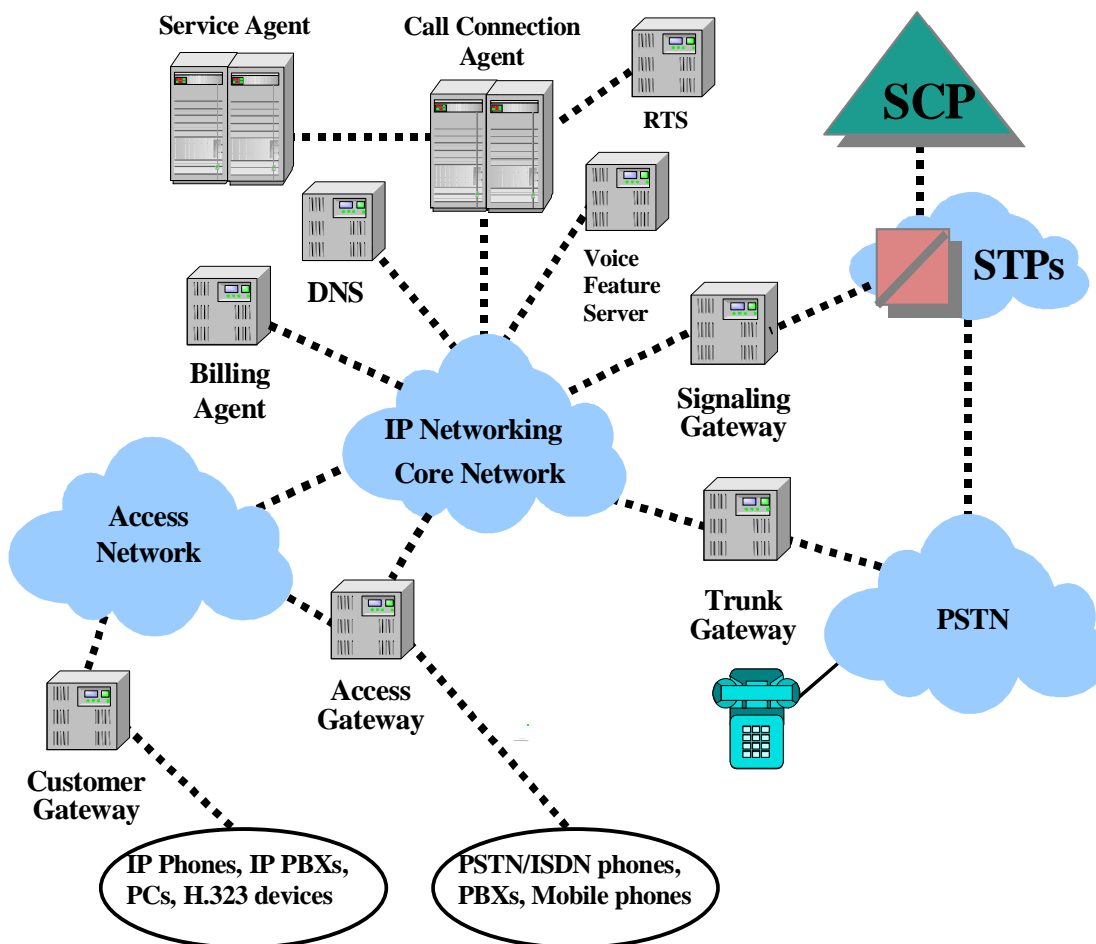 Service Agent
Call Connection
Agent
RTS
SCP
STPs
DNS
Voice
Feature
Server
Billing
Agent
Signaling
Gateway
IP Networking
Core Network
Access
Network
Trunk
Gateway
PSTN
Access
Gateway
Customer
Gateway
IP Phones, IP PBXs,
PCs, H.323 devices
PSTN/ISDN phones,
PBXs, Mobile phones